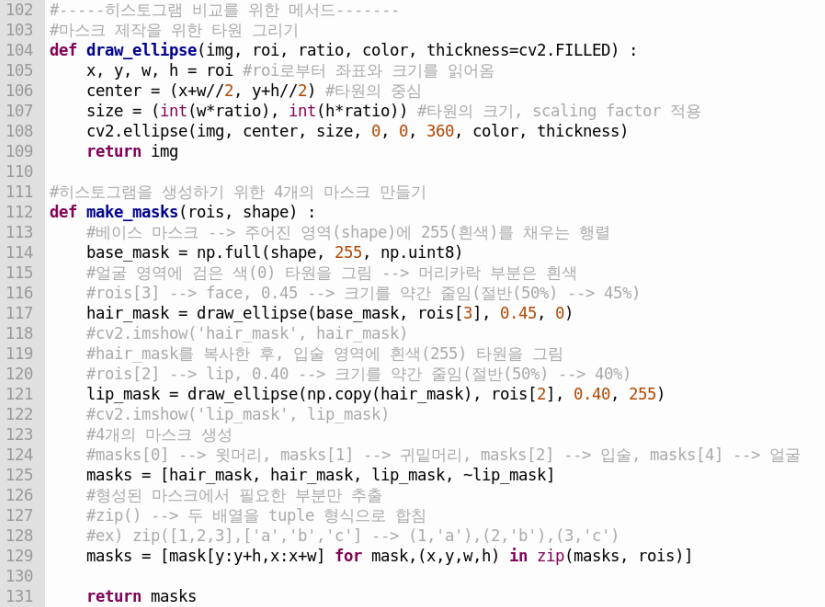 102 #-----히스토그램 비교를 위한 메서드-------
103 #마스크 제작을 위한 타원 그리기
104 def draw_ellipse(img, roi, ratio, color, thickness=cv2.FILLED) :
105     x, y, w, h = roi #roi로부터 좌표와 크기를 읽어옴
106     center = (x+w//2, y+h//2) #타원의 중심
107     size = (int(w*ratio), int(h*ratio)) #타원의 크기, scaling factor 적용
108     cv2.ellipse(img, center, size, 0, 0, 360, color, thickness)
109     return img
110
111 #히스토그램을 생성하기 위한 4개의 마스크 만들기
112 def make_masks(rois, shape) :
113     #베이스 마스크 --> 주어진 영역(shape)에 255(흰색)를 채우는 행렬
114     base_mask = np.full(shape, 255, np.uint8)
115     #얼굴 영역에 검은 색(0) 타원을 그림 --> 머리카락 부분은 흰색
116     #rois[3] --> face, 0.45 --> 크기를 약간 줄임(절반(50%) --> 45%)
117     hair_mask = draw_ellipse(base_mask, rois[3], 0.45, 0)
118     #cv2.imshow('hair_mask', hair_mask)
119     #hair_mask를 복사한 후, 입술 영역에 흰색(255) 타원을 그림
120     #rois[2] --> lip, 0.40 --> 크기를 약간 줄임(절반(50%) --> 40%)
121     lip_mask = draw_ellipse(np.copy(hair_mask), rois[2], 0.40, 255)
122     #cv2.imshow('lip_mask', lip_mask)
123     #4개의 마스크 생성
124     #masks[0] --> 윗머리, masks[1] --> 귀밑머리, masks[2] --> 입술, masks[4] --> 얼굴
125     masks = [hair_mask, hair_mask, lip_mask, ~lip_mask]
126     #형성된 마스크에서 필요한 부분만 추출
127     #zip() --> 두 배열을 tuple 형식으로 합침
128     #ex) zip([1,2,3],['a','b','c'] --> (1,'a'),(2,'b'),(3,'c')
129     masks = [mask[y:y+h,x:x+w] for mask,(x,y,w,h) in zip(masks, rois)]
130
131     return masks